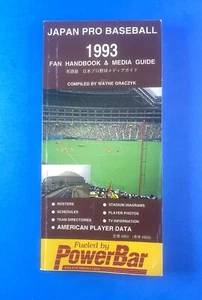 JAPAN PRO BASEBALL
1993
FAN HANDBOOK & MEDIA GUIDE
英語版 日本プロ野球メディアガイド
COMPILED BY WAYNE GRACZYK
ROSTERS
SCHEDULES
TEAM DIRECTORIES
STADIUM DIAGRAMS
PLAYER PHOTOS
TV INFORMATION
AMERICAN PLAYER DATA
Fueled by
PowerBar